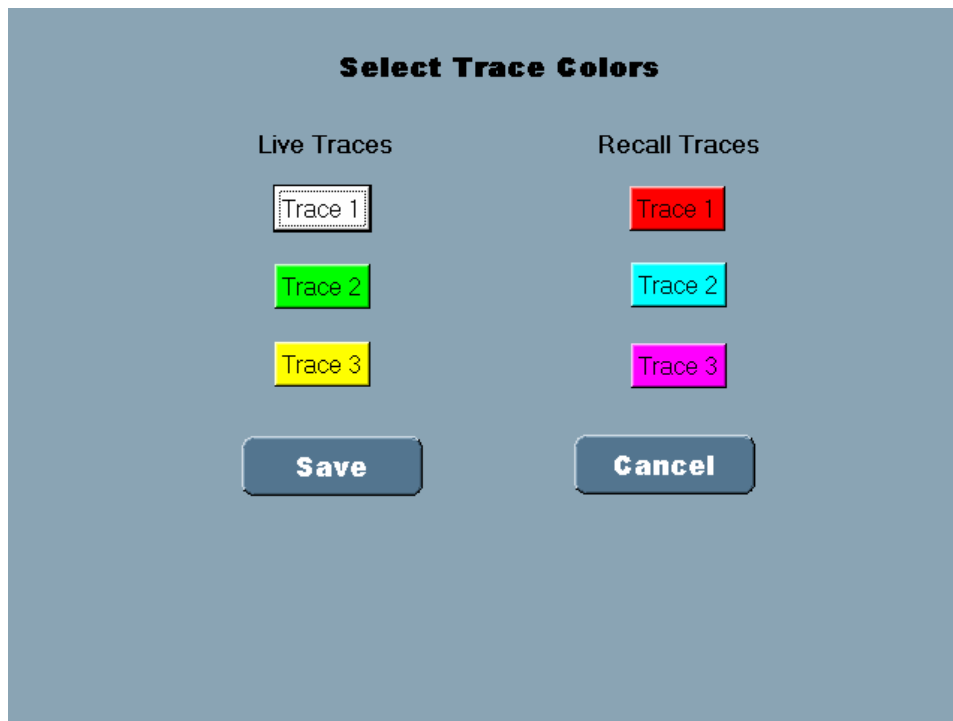 Select Trace Colors
Live Traces Recall Traces
Trace 1 Trace 1
Trace 2 Trace 2
Trace 3 Trace 3
Save Cancel